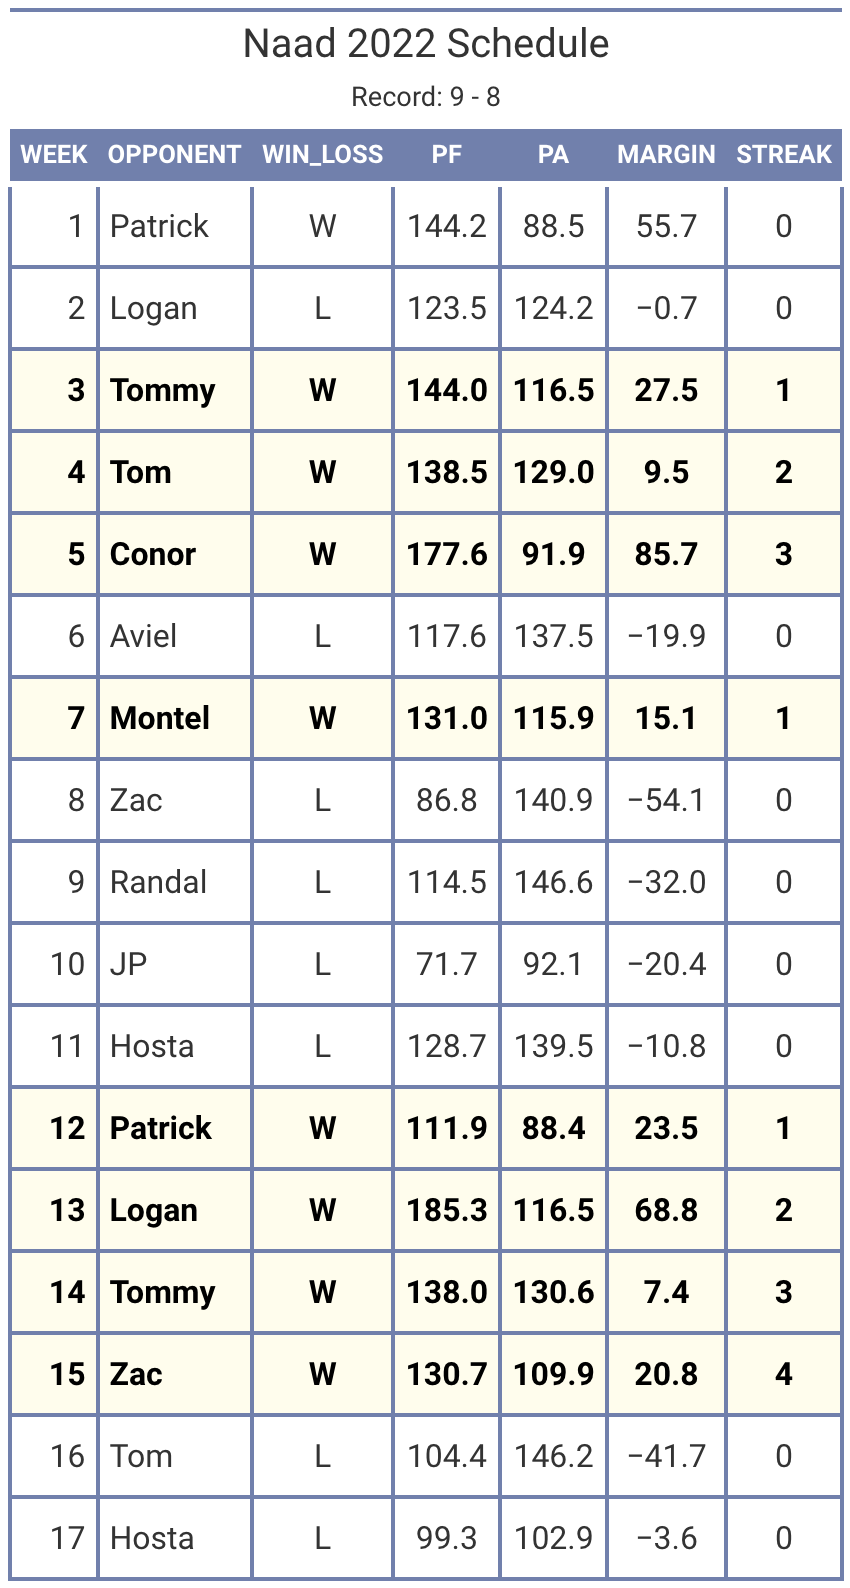 Naad 2022 Schedule
Record: 9 - 8
WEEK OPPONENT WIN_LOSS PF PA MARGIN STREAK
1 Patrick W 144.2 88.5 55.7 0
2 Logan L 123.5 124.2 −0.7 0
3 Tommy W 144.0 116.5 27.5 1
4 Tom W 138.5 129.0 9.5 2
5 Conor W 177.6 91.9 85.7 3
6 Aviel L 117.6 137.5 −19.9 0
7 Montel W 131.0 115.9 15.1 1
8 Zac L 86.8 140.9 −54.1 0
9 Randal L 114.5 146.6 −32.0 0
10 JP L 71.7 92.1 −20.4 0
11 Hosta L 128.7 139.5 −10.8 0
12 Patrick W 111.9 88.4 23.5 1
13 Logan W 185.3 116.5 68.8 2
14 Tommy W 138.0 130.6 7.4 3
15 Zac W 130.7 109.9 20.8 4
16 Tom L 104.4 146.2 −41.7 0
17 Hosta L 99.3 102.9 −3.6 0